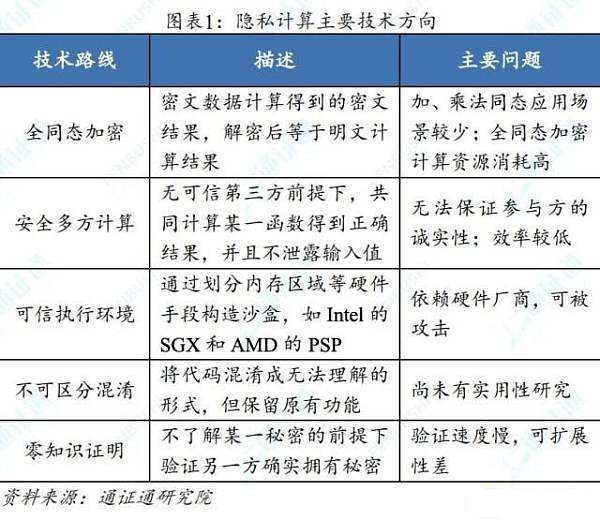 图表1：隐私计算主要技术方向
技术路线 描述 主要问题
全同态加密
密文数据计算得到的密文
结果，解密后等于明文计
算结果
加、乘法同态应用场
景较少；全同态加密
计算资源消耗高
安全多方计算
无可信第三方前提下，共
同计算某一函数得到正确
结果，并且不泄露输入值
无法保证参与方的
诚实性；效率较低
可信执行环境
通过划分内存区域等硬件
手段构造沙盒，如 Intel 的
SGX 和 AMD 的 PSP
依赖硬件厂商，可被
攻击
不可区分混淆
将代码混淆成无法理解的
形式，但保留原有功能
尚未有实用性研究
零知识证明
不了解某一秘密的前提下
验证另一方确实拥有秘密
验证速度慢，可扩展
性差
资料来源：通证通研究院